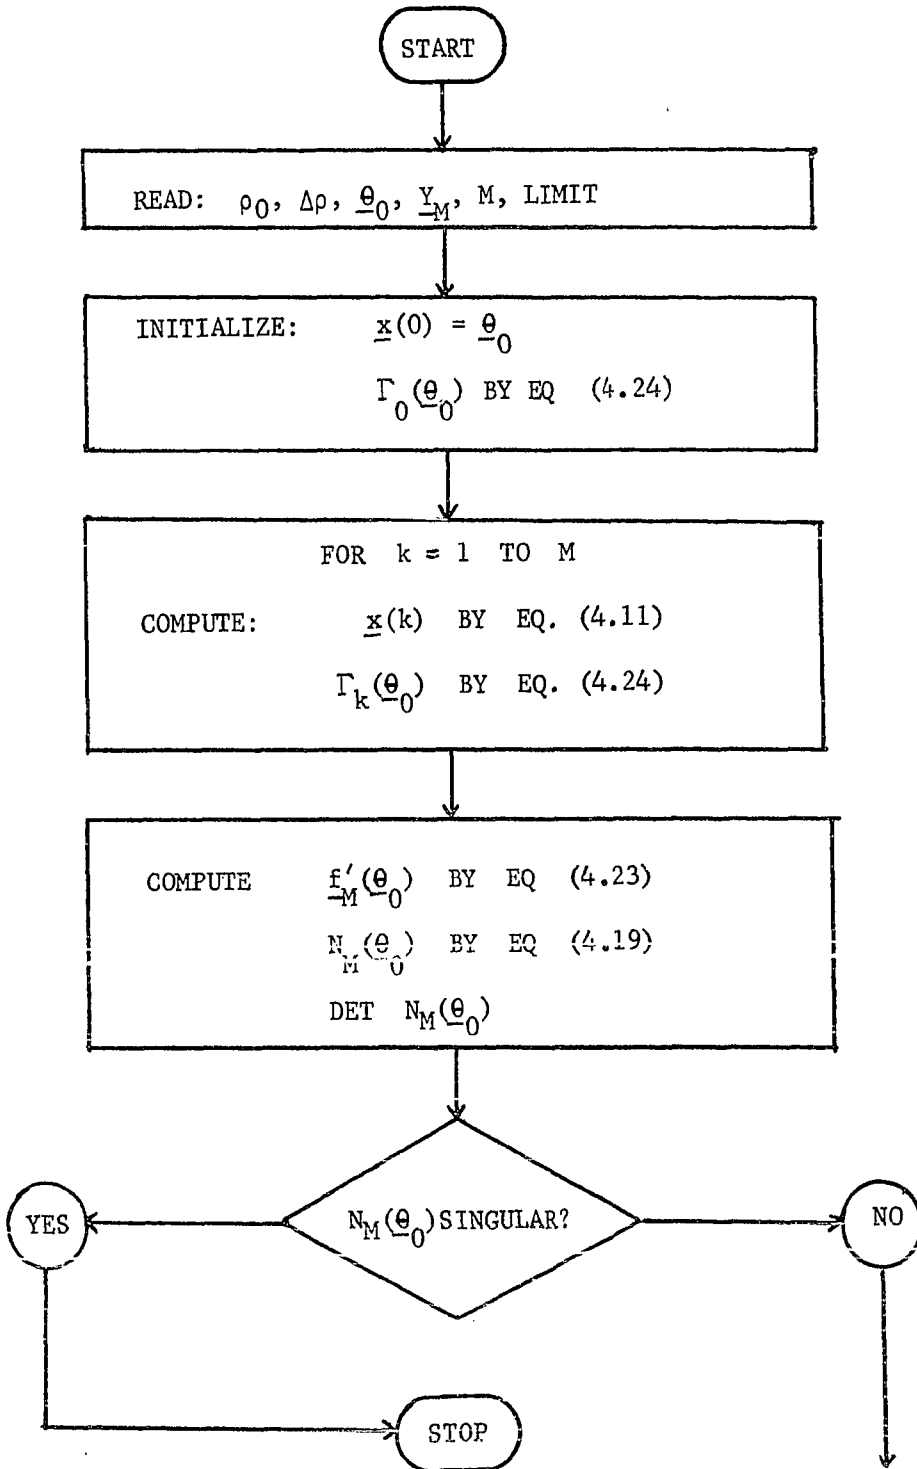 START
READ: ρ0, Δρ, θ0, YM, M, LIMIT
INITIALIZE: x(0) = θ0
Γ0(θ0) BY EQ (4.24)
FOR k = 1 TO M
COMPUTE: x(k) BY EQ. (4.11)
Γk(θ0) BY EQ. (4.24)
COMPUTE f'M(θ0) BY EQ (4.23)
NM(θ0) BY EQ (4.19)
DET NM(θ0)
YES
NM(θ0)SINGULAR?
NO
STOP